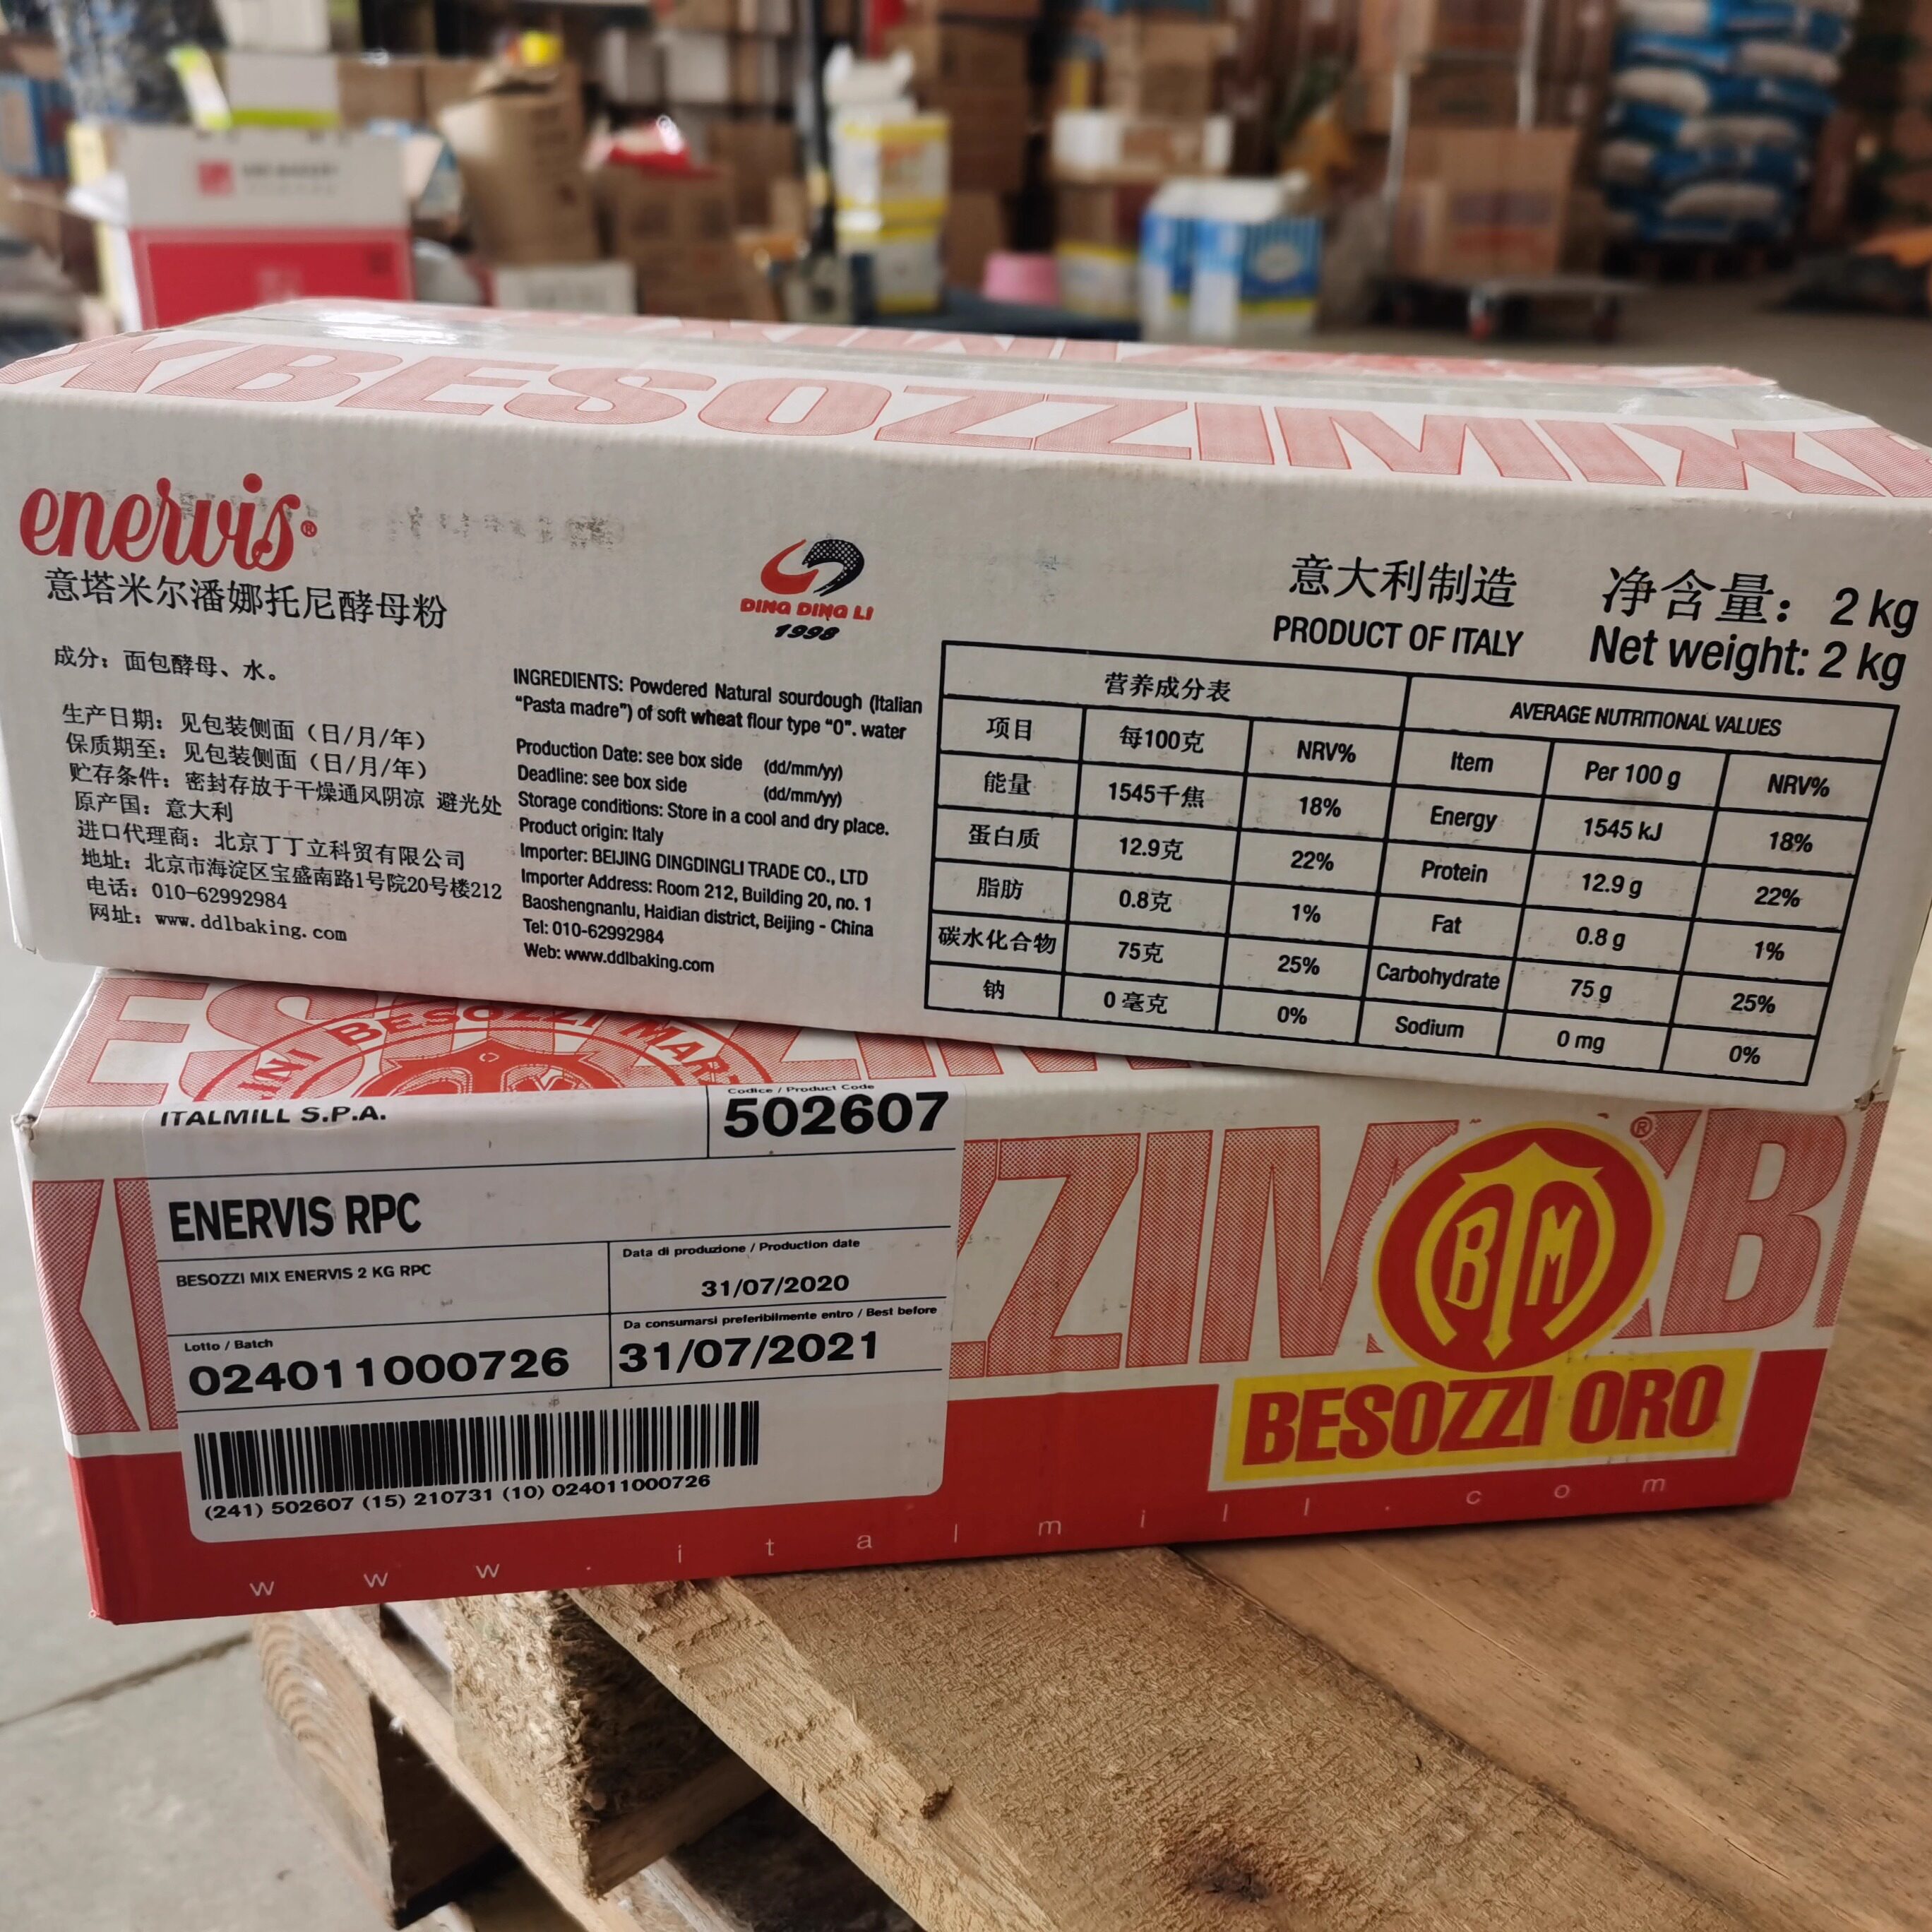 KBESOZZIMIX
enervis®
意塔米尔潘娜托尼酵母粉
成分：面包酵母、水。
生产日期：见包装侧面（日/月/年）
保质期至：见包装侧面（日/月/年）
贮存条件：密封存放于干燥通风阴凉 避光处
原产国：意大利
进口代理商：北京丁丁立科贸有限公司
地址：北京市海淀区宝盛南路1号院20号楼212
电话：010-62992984
网址：www.ddlbaking.com
DING DING LI
1998
INGREDIENTS: Powdered Natural sourdough (Italian
“Pasta madre”) of soft wheat flour type “0”. water
Production Date: see box side (dd/mm/yy)
Deadline: see box side (dd/mm/yy)
Storage conditions: Store in a cool and dry place.
Product origin: Italy
Importer: BEIJING DINGDINGLI TRADE CO., LTD
Importer Address: Room 212, Building 20, no. 1
Baoshengnanlu, Haidian district, Beijing - China
Tel: 010-62992984
Web: www.ddlbaking.com
意大利制造
PRODUCT OF ITALY
净含量：2 kg
Net weight: 2 kg
营养成分表 AVERAGE NUTRITIONAL VALUES
项目 每100克 NRV% Item Per 100 g NRV%
能量 1545千焦 18% Energy 1545 kJ 18%
蛋白质 12.9克 22% Protein 12.9 g 22%
脂肪 0.8克 1% Fat 0.8 g 1%
碳水化合物 75克 25% Carbohydrate 75 g 25%
钠 0 毫克 0% Sodium 0 mg 0%
INI BESOZZI MAR
ITALMILL S.P.A.
Codice / Product Code
502607
ENERVIS RPC
BESOZZI MIX ENERVIS 2 KG RPC
Data di produzione / Production date
31/07/2020
Lotto / Batch
024011000726
Da consumarsi preferibilmente entro / Best before
31/07/2021
(241) 502607 (15) 210731 (10) 024011000726
ZZIM
B
BM
®
BESOZZI ORO
www.italmill.com